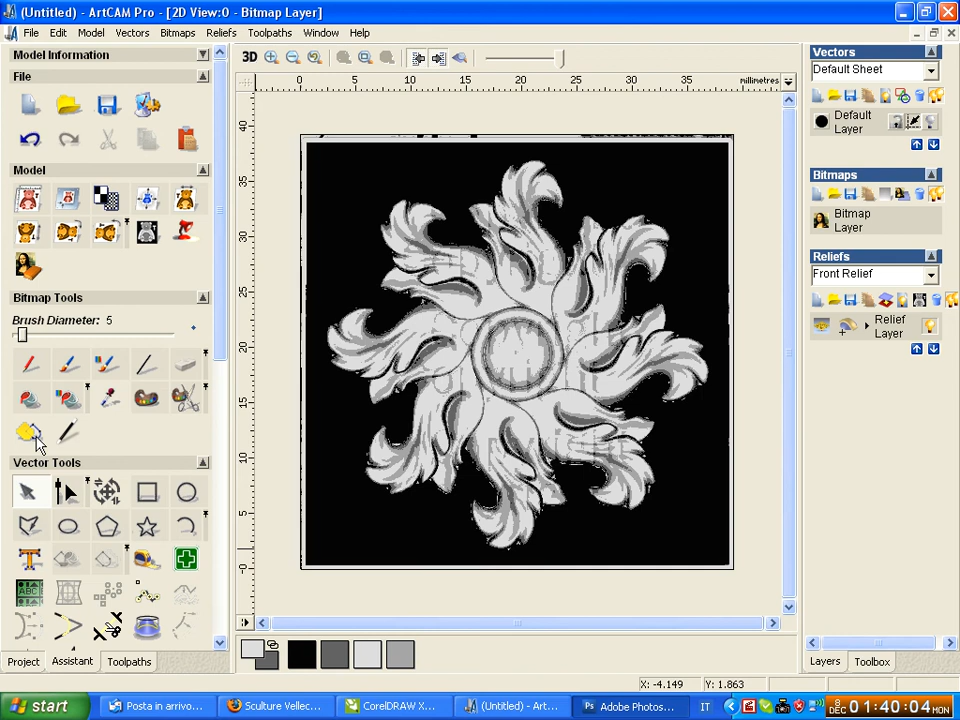 (Untitled) - ArtCAM Pro - [2D View:0 - Bitmap Layer]
File Edit Model Vectors Bitmaps Reliefs Toolpaths Window Help
Model Information
File
Model
Bitmap Tools
Brush Diameter: 5
Vector Tools
ABC
Project Assistant Toolpaths
3D
0 5 10 15 20 25 30 35 millimetres
40
35
30
25
20
15
10
5
-0
Vectors
Default Sheet
Default
Layer
Bitmaps
Bitmap
Layer
Reliefs
Front Relief
Relief
Layer
Layers Toolbox
X: -4.149 Y: 1.863
start
Posta in arrivo...
Sculture Vellec...
CorelDRAW X...
(Untitled) - Art...
Adobe Photos...
IT
8 DEC 01:40:04 MON